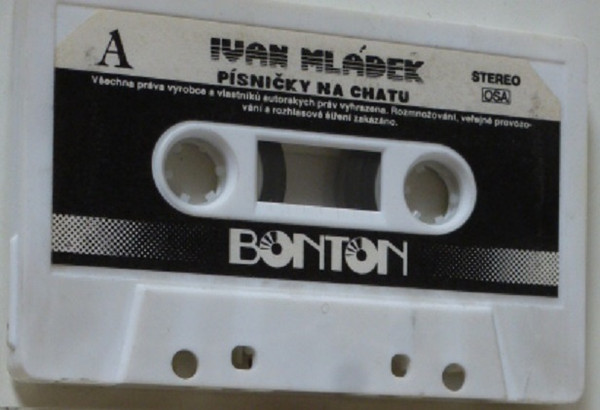 A
IVAN MLÁDEK
PÍSNIČKY NA CHATU
STEREO
OSA
Všechna práva výrobce a vlastníků autorských práv vyhrazena. Rozmnožování, veřejné provozo-
vání a rozhlasové šíření zakázáno.
BONTON